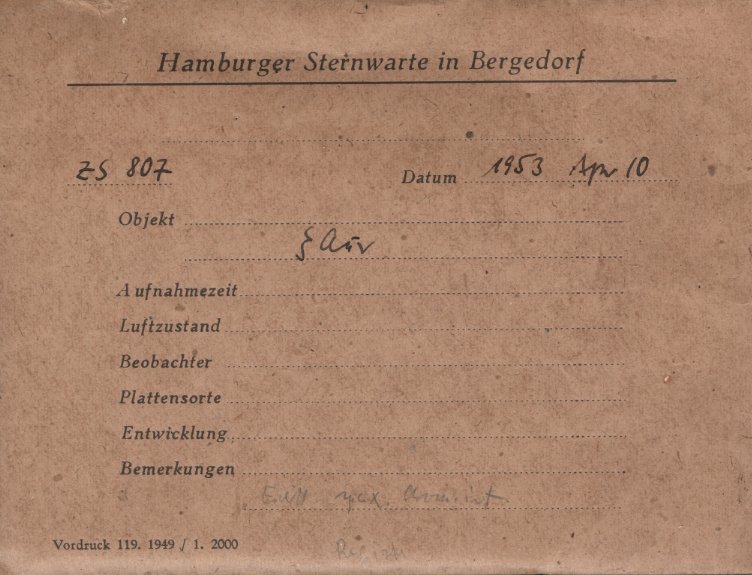 Hamburger Sternwarte in Bergedorf
ZS 807
Datum 1953 Apr 10
Objekt
ζ Aur
Aufnahmezeit
Luftzustand
Beobachter
Plattensorte
Entwicklung
Bemerkungen
Vordruck 119. 1949 / 1. 2000